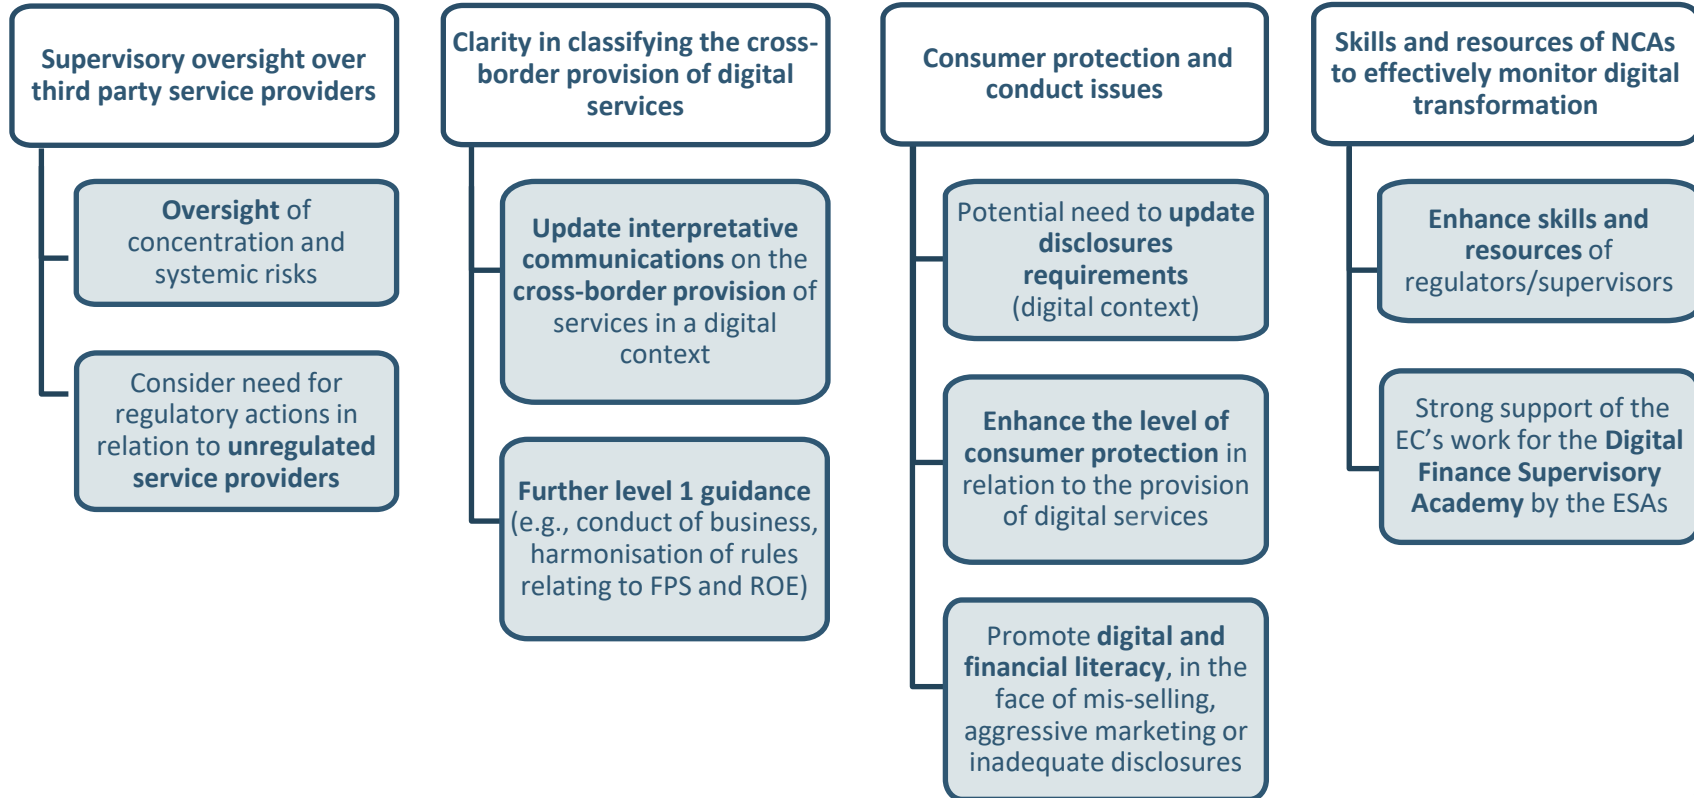 Supervisory oversight over
third party service providers
Oversight of
concentration and
systemic risks
Consider need for
regulatory actions in
relation to unregulated
service providers
Clarity in classifying the cross-
border provision of digital
services
Update interpretative
communications on the
cross-border provision of
services in a digital
context
Further level 1 guidance
(e.g., conduct of business,
harmonisation of rules
relating to FPS and ROE)
Consumer protection and
conduct issues
Potential need to update
disclosures
requirements
(digital context)
Enhance the level of
consumer protection in
relation to the provision
of digital services
Promote digital and
financial literacy, in the
face of mis-selling,
aggressive marketing or
inadequate disclosures
Skills and resources of NCAs
to effectively monitor digital
transformation
Enhance skills and
resources of
regulators/supervisors
Strong support of the
EC’s work for the Digital
Finance Supervisory
Academy by the ESAs